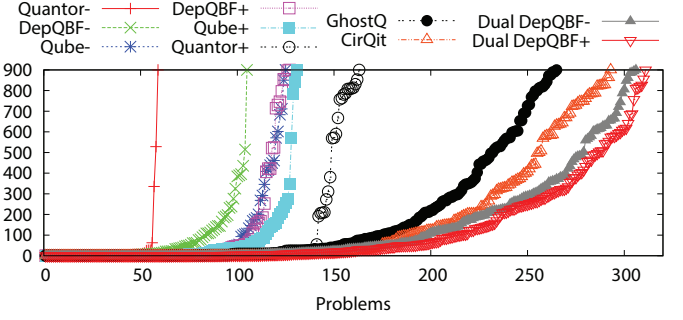 Quantor- DepQBF+ GhostQ Dual DepQBF-
DepQBF- Qube+ CirQit Dual DepQBF+
Qube- Quantor+
900
800
700
600
500
400
300
200
100
0
0 50 100 150 200 250 300
Problems